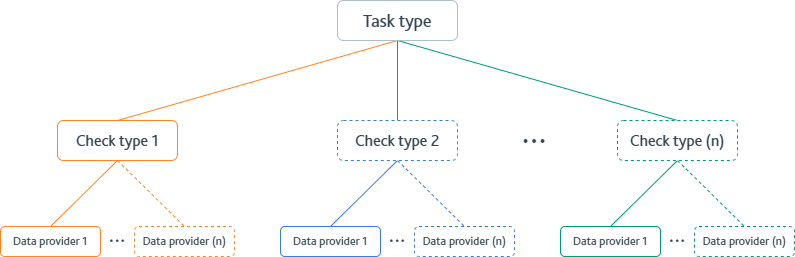 Task type
Check type 1
Check type 2
...
Check type (n)
Data provider 1
...
Data provider (n)
Data provider 1
...
Data provider (n)
Data provider 1
...
Data provider (n)